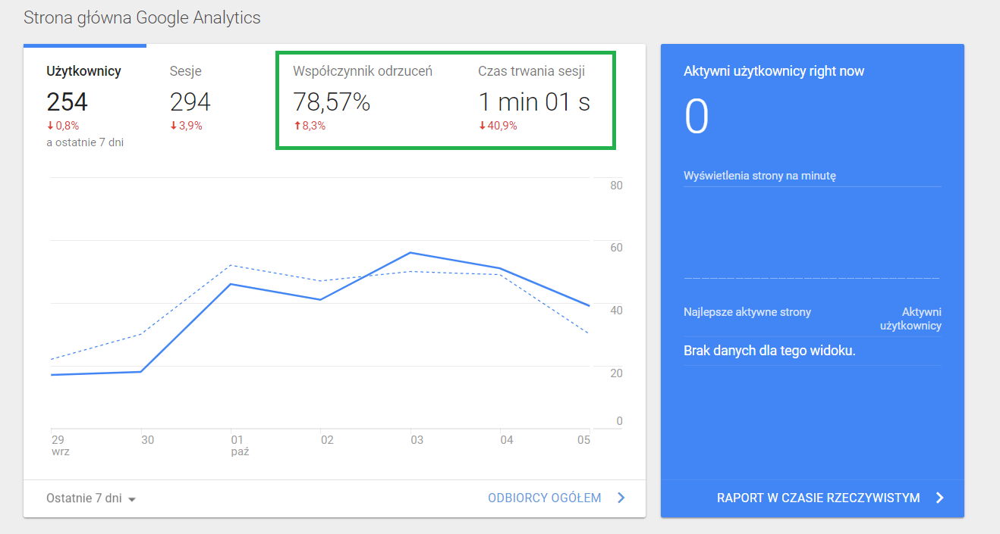 Strona główna Google Analytics
Użytkownicy
254
↓0,8%
a ostatnie 7 dni
Sesje
294
↓3,9%
Współczynnik odrzuceń
78,57%
↑8,3%
Czas trwania sesji
1 min 01 s
↓40,9%
80
60
40
20
0
29
wrz
30
01
paź
02
03
04
05
Ostatnie 7 dni
ODBIORCY OGÓŁEM
Aktywni użytkownicy right now
0
Wyświetlenia strony na minutę
Najlepsze aktywne strony
Aktywni
użytkownicy
Brak danych dla tego widoku.
RAPORT W CZASIE RZECZYWISTYM